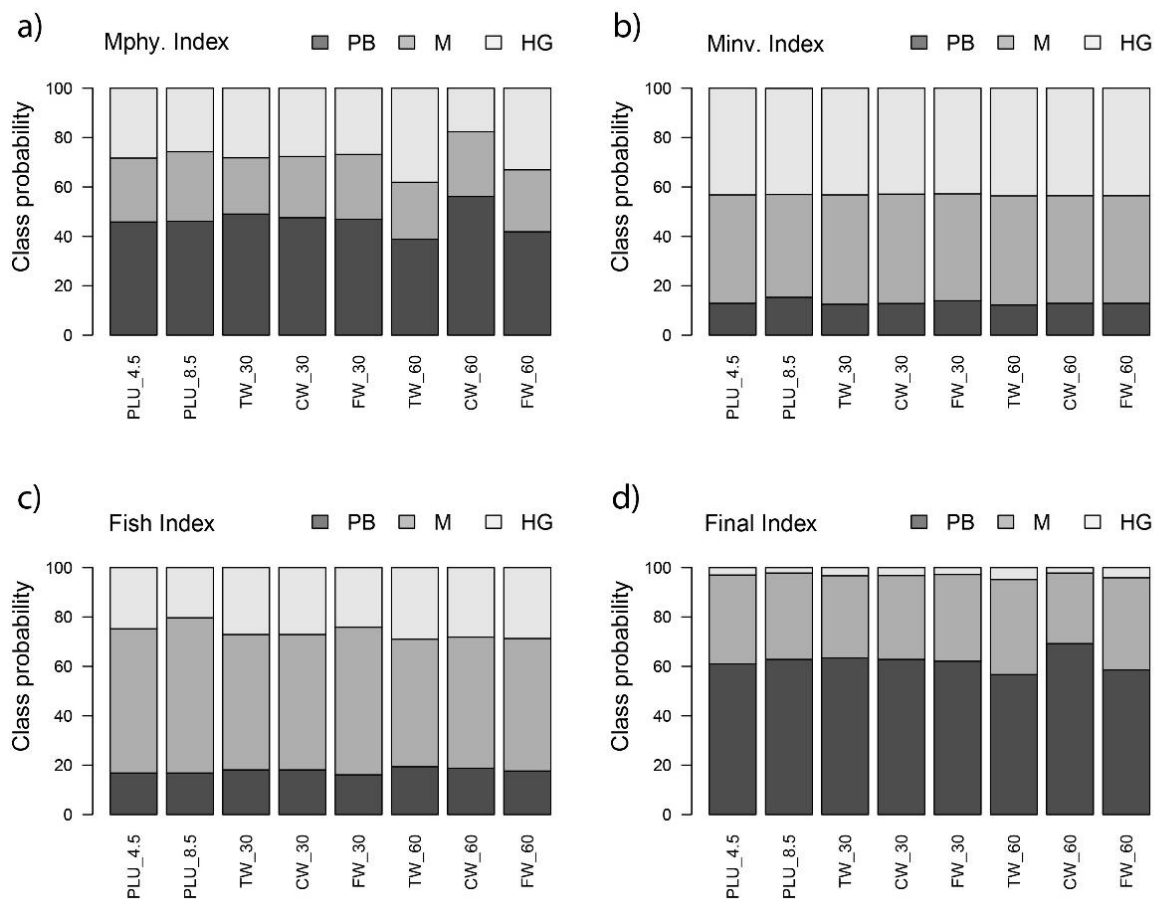 a)
Mphy. Index PB M HG
Class probability
100
80
60
40
20
0
PLU_4.5
PLU_8.5
TW_30
CW_30
FW_30
TW_60
CW_60
FW_60
b)
Minv. Index PB M HG
Class probability
100
80
60
40
20
0
PLU_4.5
PLU_8.5
TW_30
CW_30
FW_30
TW_60
CW_60
FW_60
c)
Fish Index PB M HG
Class probability
100
80
60
40
20
0
PLU_4.5
PLU_8.5
TW_30
CW_30
FW_30
TW_60
CW_60
FW_60
d)
Final Index PB M HG
Class probability
100
80
60
40
20
0
PLU_4.5
PLU_8.5
TW_30
CW_30
FW_30
TW_60
CW_60
FW_60